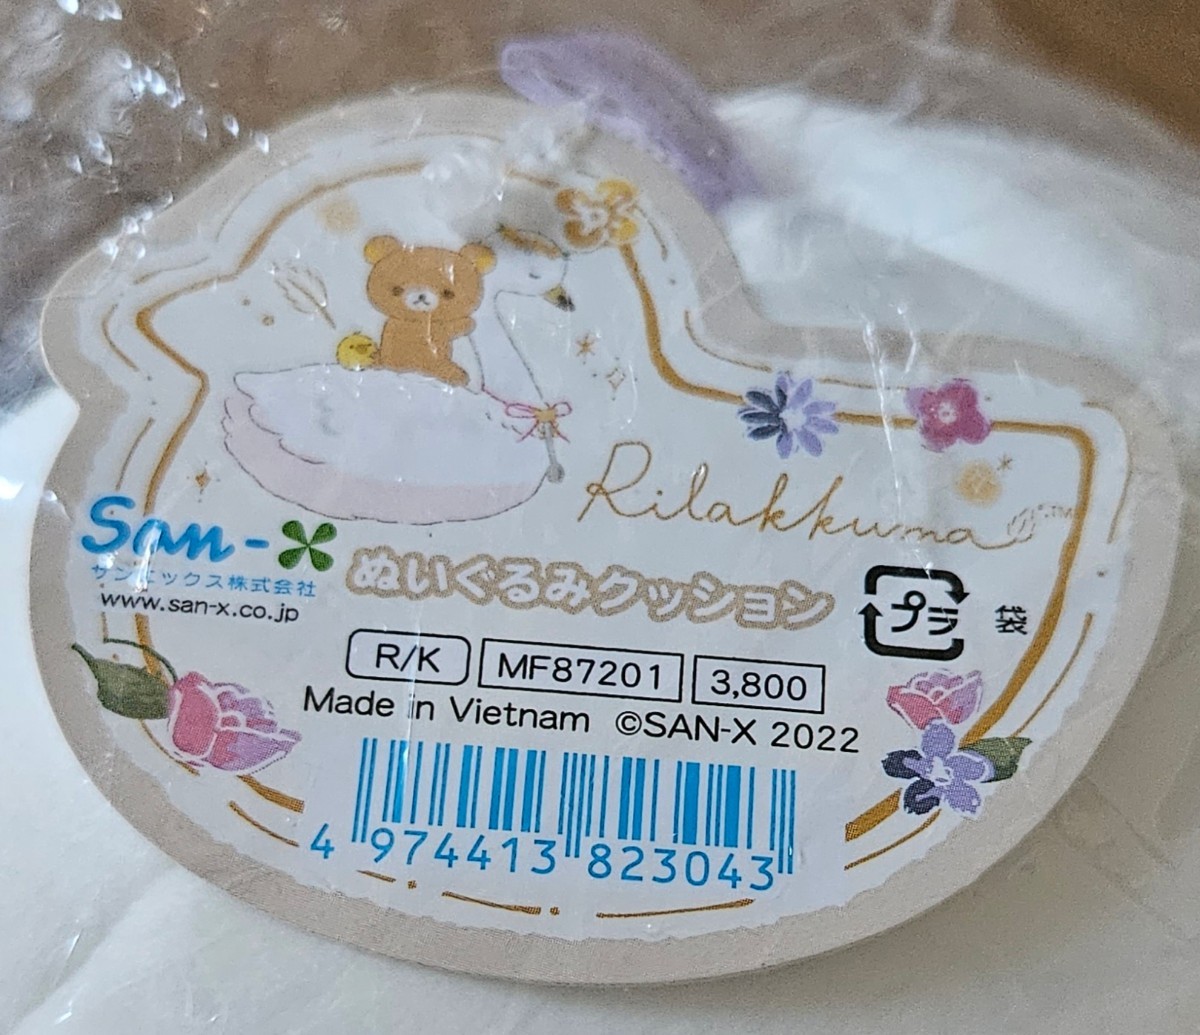 Rilakkuma™
San-X
サンエックス株式会社
www.san-x.co.jp
ぬいぐるみクッション
プラ 袋
R/K MF87201 3,800
Made in Vietnam ©SAN-X 2022
4 974413 823043